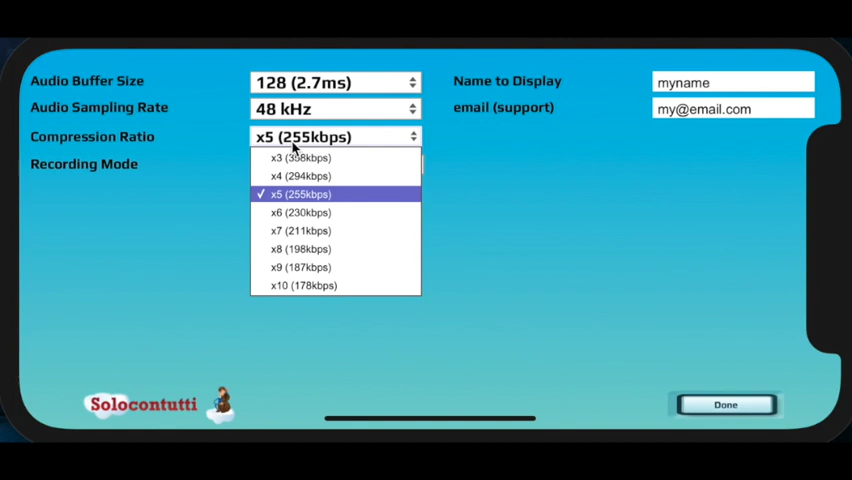 Audio Buffer Size
128 (2.7ms)
Name to Display
myname
Audio Sampling Rate
48 kHz
email (support)
my@email.com
Compression Ratio
x5 (255kbps)
Recording Mode
x3 (358kbps)
x4 (294kbps)
✓ x5 (255kbps)
x6 (230kbps)
x7 (211kbps)
x8 (198kbps)
x9 (187kbps)
x10 (178kbps)
Solocontutti
Done